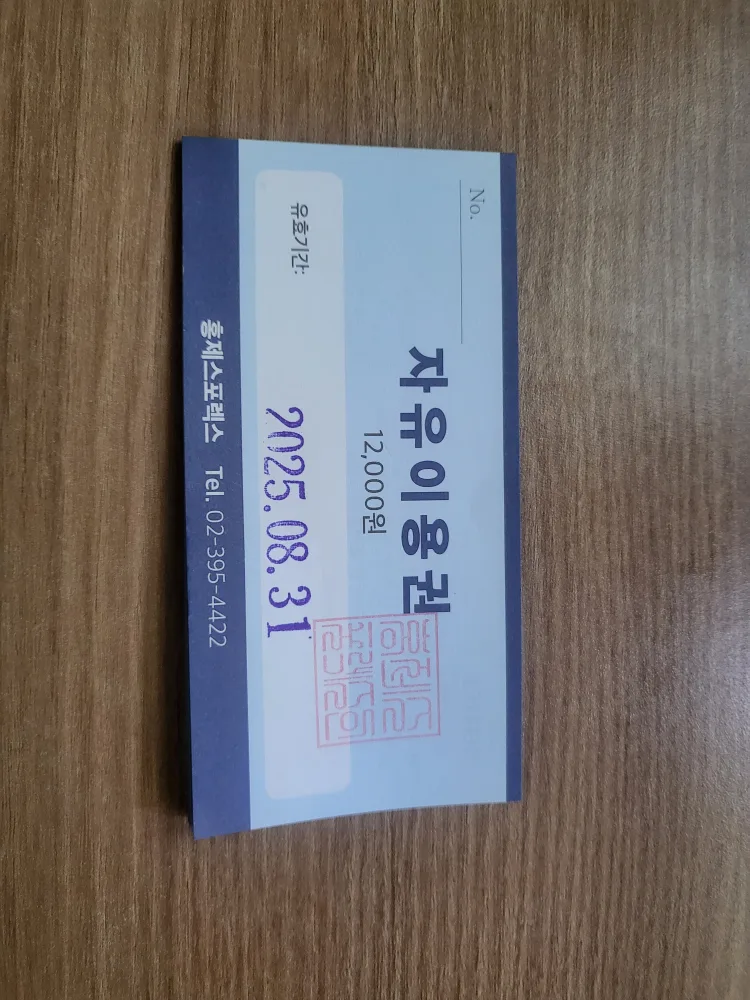 No.
자유이용권
12,000원
유효기간: 2025.08.31
홍제스포렉스 Tel. 02-395-4422